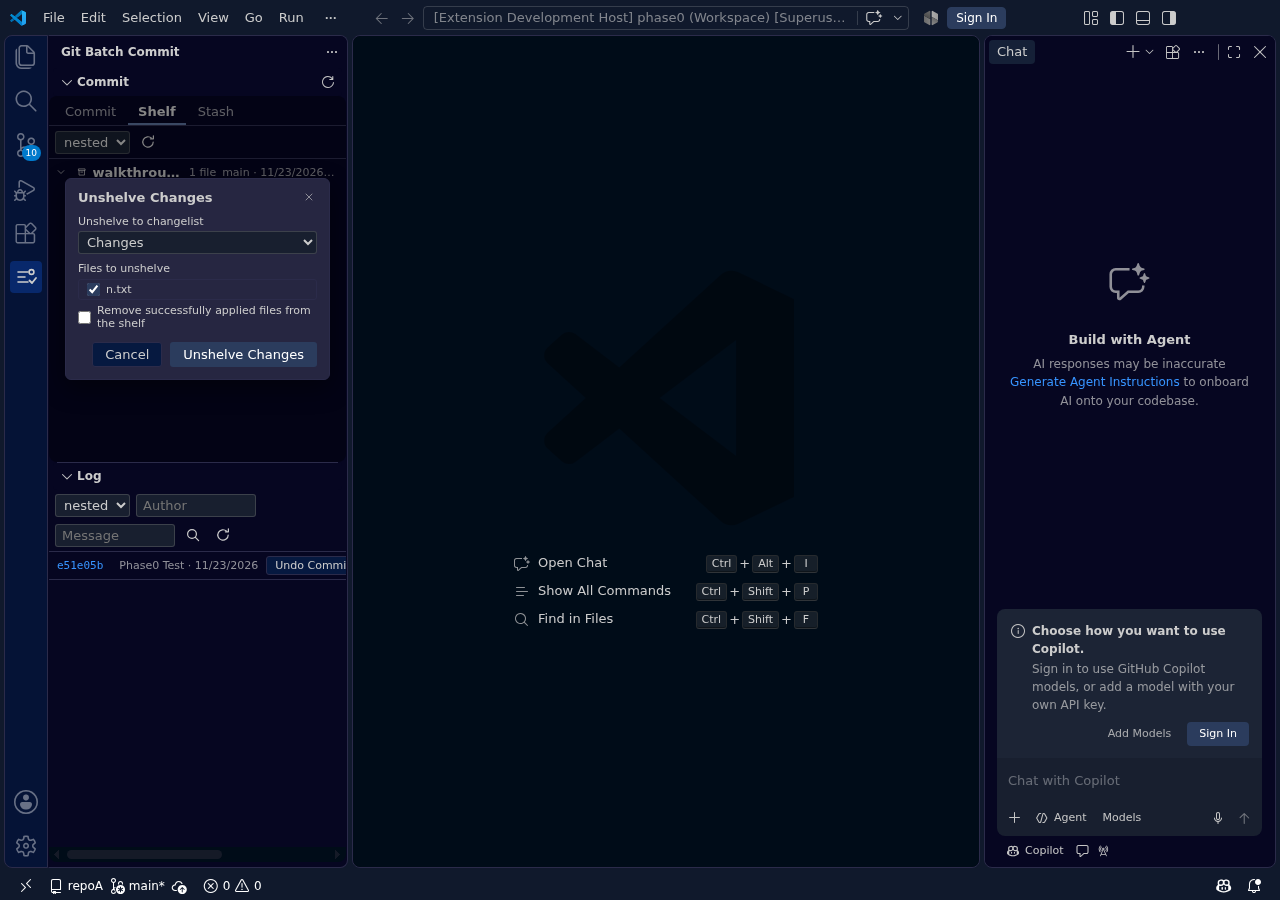 File Edit Selection View Go Run ···
[Extension Development Host] phase0 (Workspace) [Superus...
Sign In
Git Batch Commit
Commit
Commit Shelf Stash
nested
walkthrou... 1 file main · 11/23/2026...
Unshelve Changes
Unshelve to changelist
Changes
Files to unshelve
n.txt
Remove successfully applied files from
the shelf
Cancel Unshelve Changes
10
Log
nested Author
Message
e51e05b Phase0 Test · 11/23/2026 Undo Commi
Open Chat Ctrl + Alt + I
Show All Commands Ctrl + Shift + P
Find in Files Ctrl + Shift + F
Chat
Build with Agent
AI responses may be inaccurate
Generate Agent Instructions to onboard
AI onto your codebase.
Choose how you want to use
Copilot.
Sign in to use GitHub Copilot
models, or add a model with your
own API key.
Add Models Sign In
Chat with Copilot
Agent Models
Copilot
repoA main* 0 0